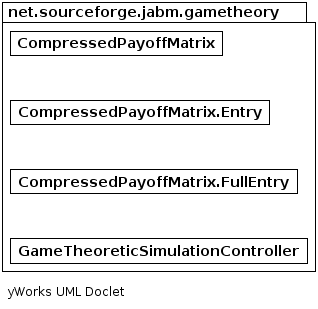 net.sourceforge.jabm.gametheory
CompressedPayoffMatrix
CompressedPayoffMatrix.Entry
CompressedPayoffMatrix.FullEntry
GameTheoreticSimulationController
yWorks UML Doclet